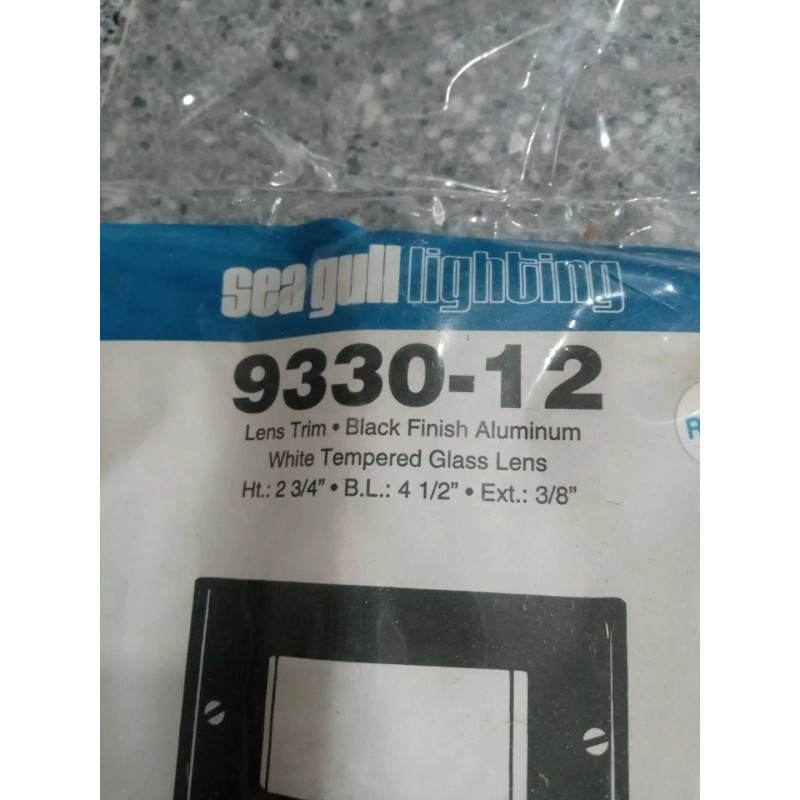 sea gull lighting
9330-12
Lens Trim • Black Finish Aluminum
White Tempered Glass Lens
Ht.: 2 3/4" • B.L.: 4 1/2" • Ext.: 3/8"